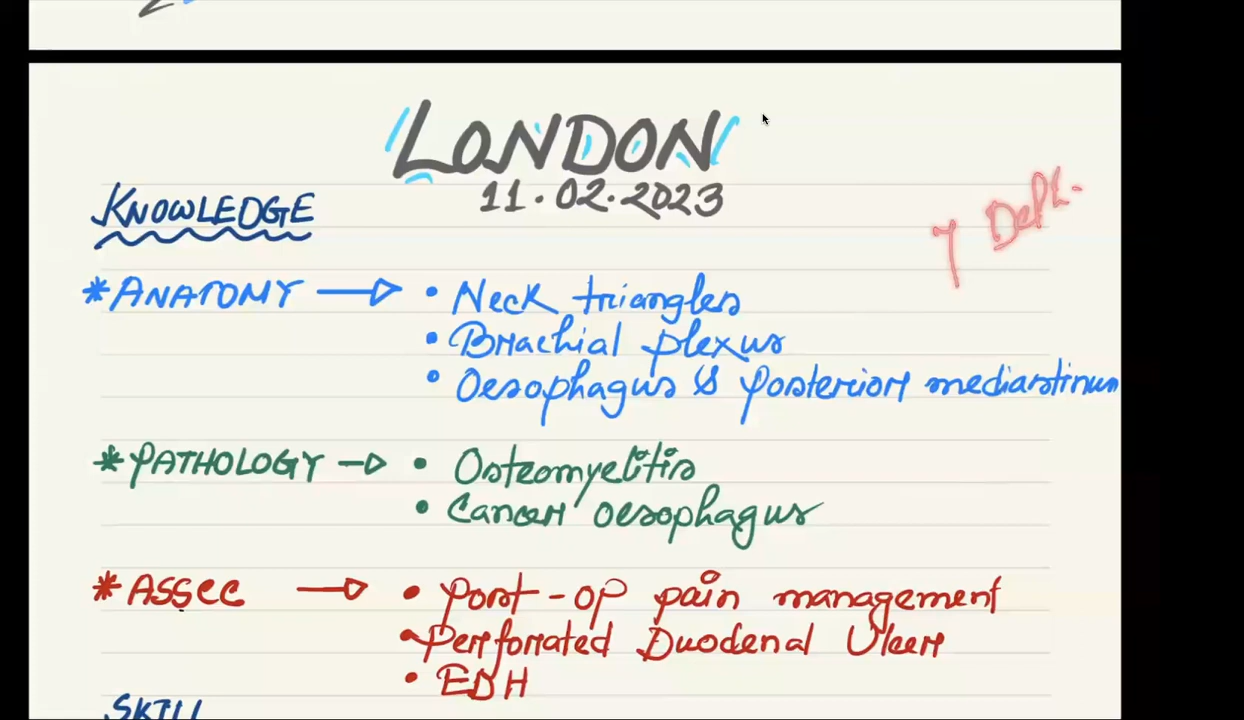 LONDON
11.02.2023
KNOWLEDGE
* ANATOMY → • Neck triangles
• Brachial plexus
• Oesophagus & posterior mediastinum
* PATHOLOGY → • Osteomyelitis
• Cancer oesophagus
* ASSCC → • Post-op pain management
• Perforated Duodenal Ulcer
• EDH
SKILL